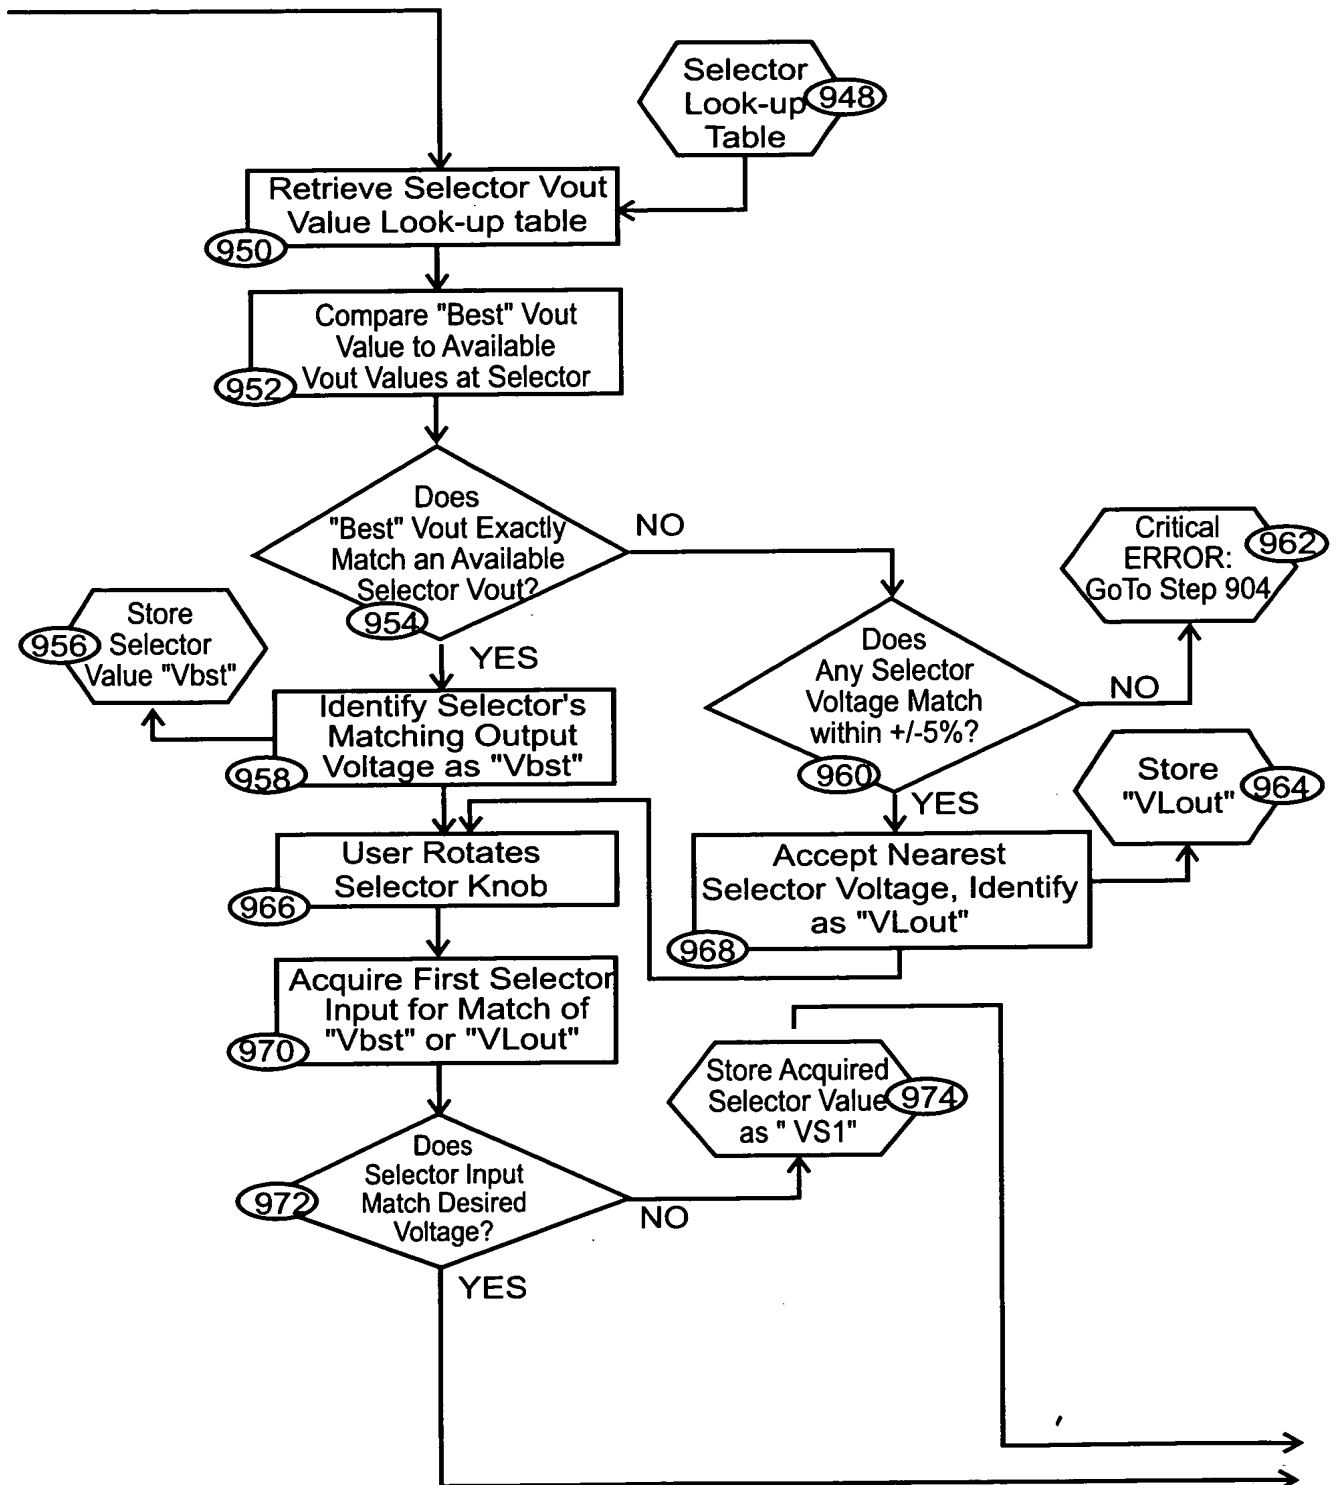 Selector
Look-up
Table
948
Retrieve Selector Vout
Value Look-up table
950
Compare "Best" Vout
Value to Available
Vout Values at Selector
952
Does
"Best" Vout Exactly
Match an Available
Selector Vout?
954
NO
YES
Critical
ERROR:
GoTo Step 904
962
Store
Selector
Value "Vbst"
956
Does
Any Selector
Voltage Match
within +/-5%?
960
NO
YES
Identify Selector's
Matching Output
Voltage as "Vbst"
958
Store
"VLout"
964
User Rotates
Selector Knob
966
Accept Nearest
Selector Voltage, Identify
as "VLout"
968
Acquire First Selector
Input for Match of
"Vbst" or "VLout"
970
Store Acquired
Selector Value
as " VS1"
974
Does
Selector Input
Match Desired
Voltage?
972
NO
YES